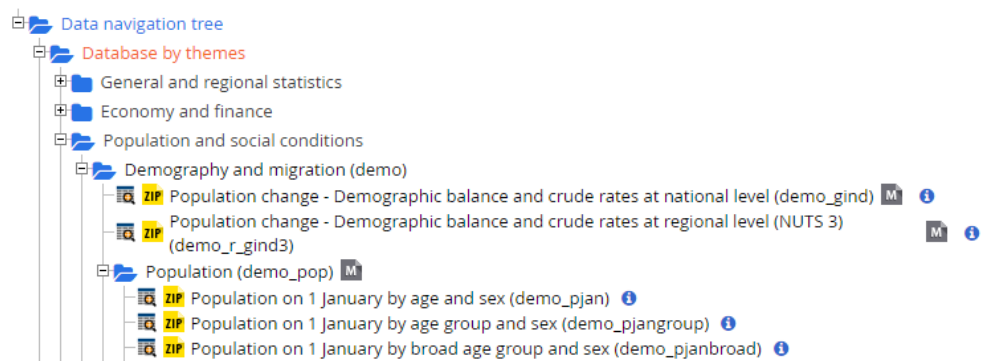 Data navigation tree
Database by themes
General and regional statistics
Economy and finance
Population and social conditions
Demography and migration (demo)
ZIP Population change - Demographic balance and crude rates at national level (demo_gind) M i
ZIP Population change - Demographic balance and crude rates at regional level (NUTS 3) M i
(demo_r_gind3)
Population (demo_pop) M
ZIP Population on 1 January by age and sex (demo_pjan) i
ZIP Population on 1 January by age group and sex (demo_pjangroup) i
ZIP Population on 1 January by broad age group and sex (demo_pjanbroad) i